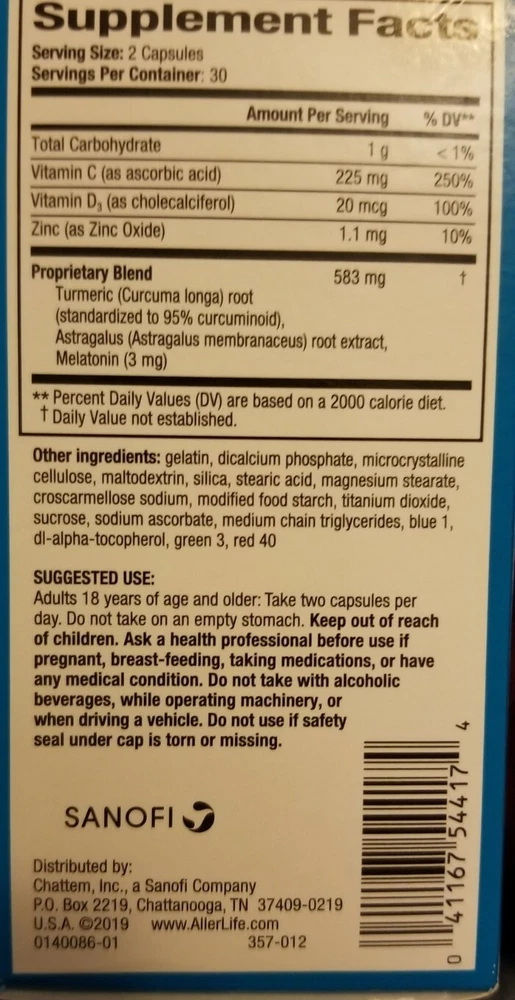 Supplement Facts
Serving Size: 2 Capsules
Servings Per Container: 30
Amount Per Serving % DV**
Total Carbohydrate 1 g < 1%
Vitamin C (as ascorbic acid) 225 mg 250%
Vitamin D3 (as cholecalciferol) 20 mcg 100%
Zinc (as Zinc Oxide) 1.1 mg 10%
Proprietary Blend 583 mg †
Turmeric (Curcuma longa) root
(standardized to 95% curcuminoid),
Astragalus (Astragalus membranaceus) root extract,
Melatonin (3 mg)
** Percent Daily Values (DV) are based on a 2000 calorie diet.
† Daily Value not established.
Other ingredients: gelatin, dicalcium phosphate, microcrystalline
cellulose, maltodextrin, silica, stearic acid, magnesium stearate,
croscarmellose sodium, modified food starch, titanium dioxide,
sucrose, sodium ascorbate, medium chain triglycerides, blue 1,
dl-alpha-tocopherol, green 3, red 40
SUGGESTED USE:
Adults 18 years of age and older: Take two capsules per
day. Do not take on an empty stomach. Keep out of reach
of children. Ask a health professional before use if
pregnant, breast-feeding, taking medications, or have
any medical condition. Do not take with alcoholic
beverages, while operating machinery, or
when driving a vehicle. Do not use if safety
seal under cap is torn or missing.
SANOFI
Distributed by:
Chattem, Inc., a Sanofi Company
P.O. Box 2219, Chattanooga, TN 37409-0219
U.S.A. ©2019 www.AllerLife.com
0140086-01 357-012
0 41167 54417 4